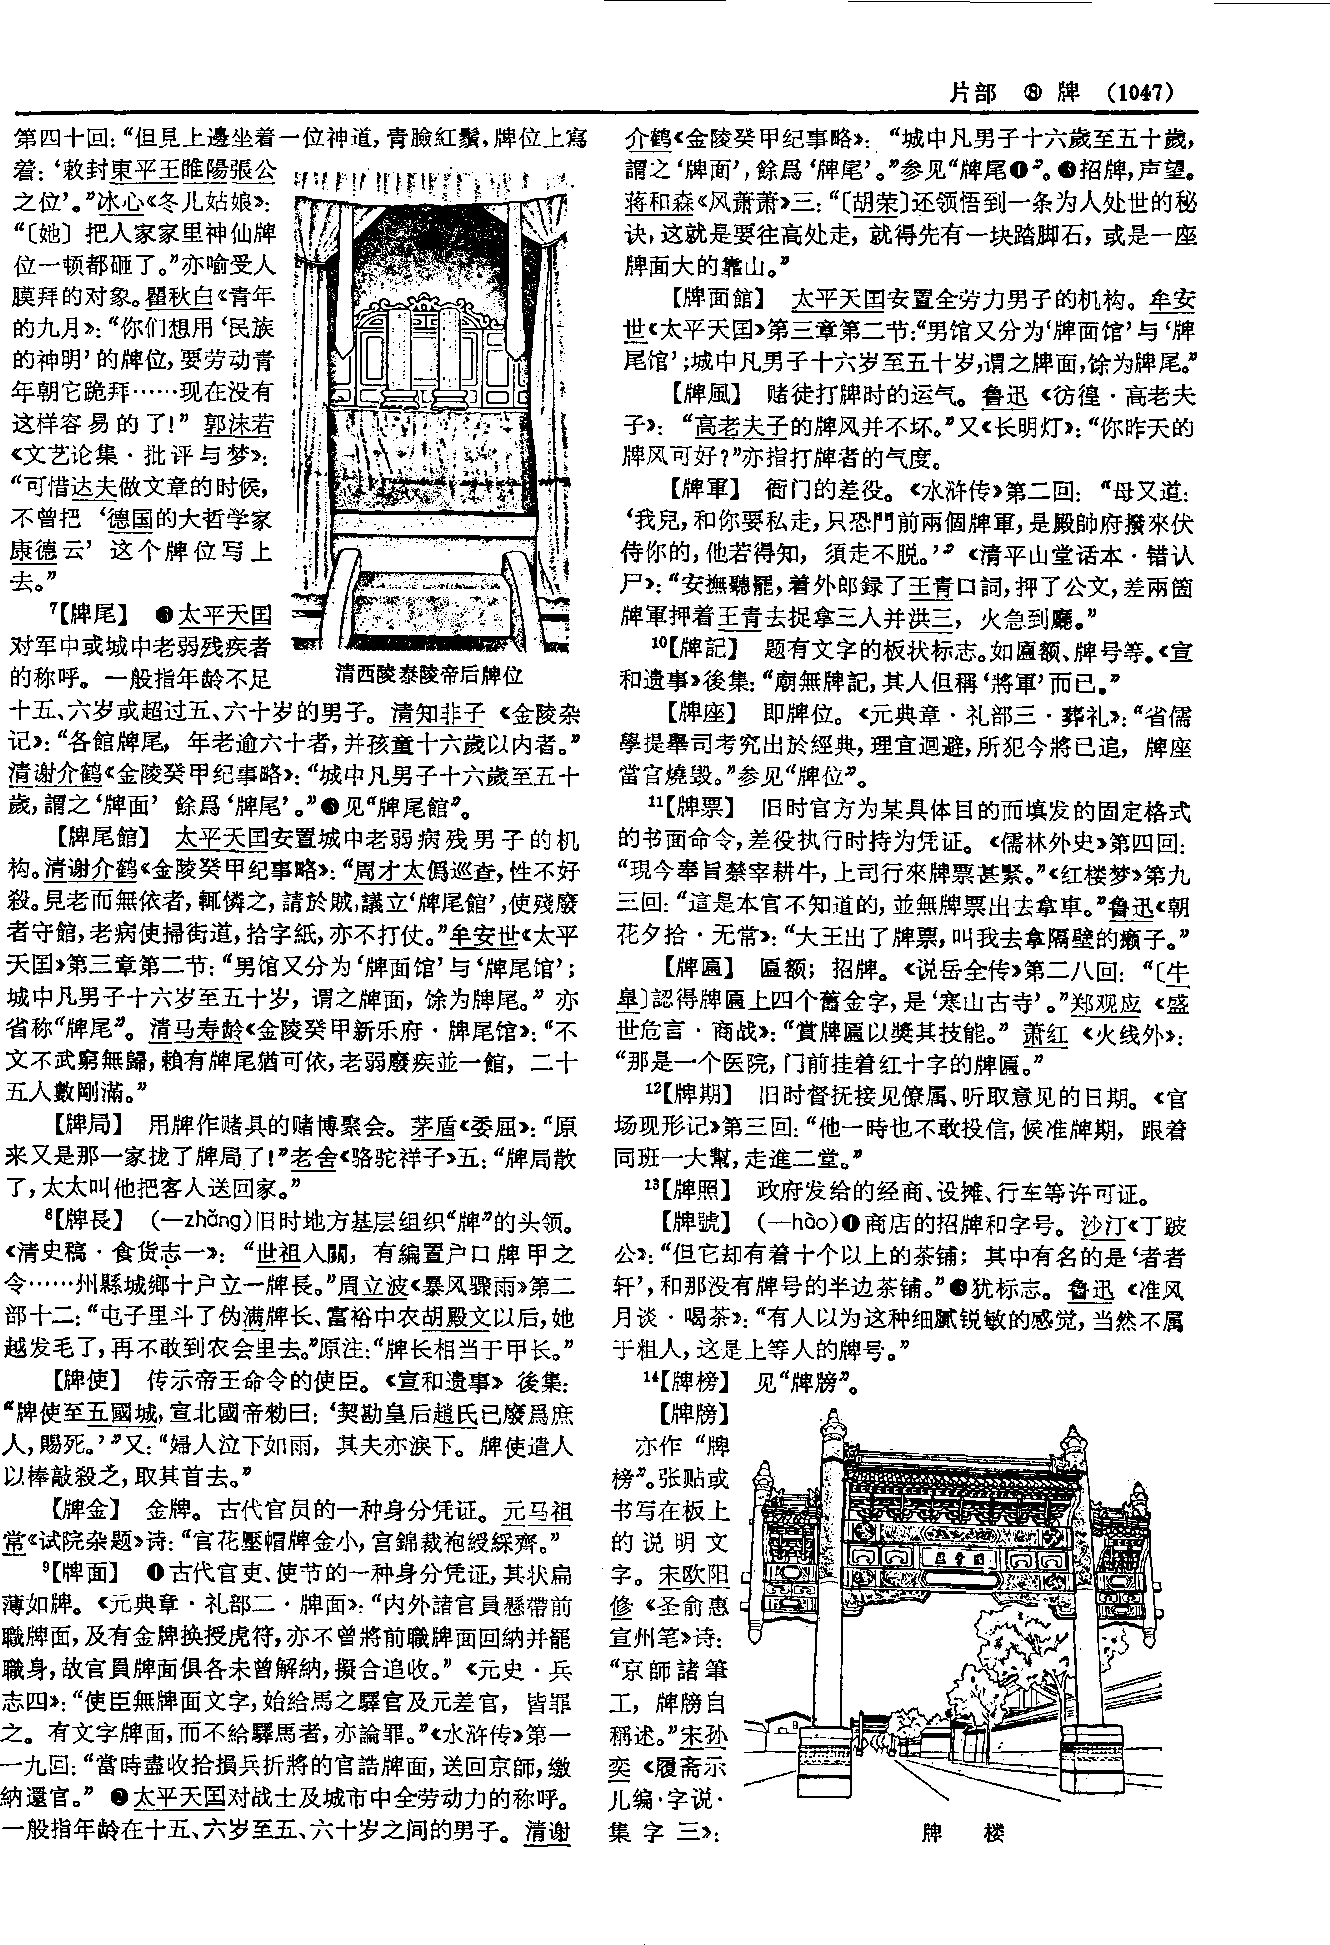 片部 ⑧ 牌 (1047)
第四十回：“但見上邊坐着一位神道，青臉紅鬚，牌位上寫
着：‘敕封東平王睢陽張公
之位’。”冰心《冬儿姑娘》：
“〔她〕把人家家里神仙牌
位一顿都砸了。”亦喻受人
膜拜的对象。瞿秋白《青年
的九月》：“你们想用‘民族
的神明’的牌位，要劳动青
年朝它跪拜……现在没有
这样容易的了！”郭沫若
《文艺论集·批评与梦》：
“可惜达夫做文章的时候，
不曾把‘德国的大哲学家
康德云’这个牌位写上
去。”
⁷【牌尾】 ❶太平天囯
对军中或城中老弱残疾者
的称呼。一般指年龄不足
清西陵泰陵帝后牌位
十五、六岁或超过五、六十岁的男子。清知非子《金陵杂
记》：“各館牌尾，年老逾六十者，并孩童十六歲以内者。”
清谢介鹤《金陵癸甲纪事略》：“城中凡男子十六歲至五十
歲，謂之‘牌面’餘爲‘牌尾’。”❷见“牌尾館”。
【牌尾館】 太平天囯安置城中老弱病残男子的机
构。清谢介鹤《金陵癸甲纪事略》：“周才太僞巡查，性不好
殺。見老而無依者，輒憐之，請於賊，議立‘牌尾館’，使殘廢
者守館，老病使掃街道，拾字紙，亦不打仗。”牟安世《太平
天囯》第三章第二节：“男馆又分为‘牌面馆’与‘牌尾馆’；
城中凡男子十六岁至五十岁，谓之牌面，馀为牌尾。”亦
省称“牌尾”。清马寿龄《金陵癸甲新乐府·牌尾馆》：“不
文不武窮無歸，賴有牌尾猶可依，老弱廢疾並一館，二十
五人數剛滿。”
【牌局】 用牌作赌具的赌博聚会。茅盾《委屈》：“原
来又是那一家拢了牌局了！”老舍《骆驼祥子》五：“牌局散
了，太太叫他把客人送回家。”
⁸【牌長】 （—zhǎng）旧时地方基层组织“牌”的头领。
《清史稿·食货志一》：“世祖入關，有編置户口牌甲之
令……州縣城鄉十户立一牌長。”周立波《暴风骤雨》第二
部十二：“屯子里斗了伪满牌长、富裕中农胡殿文以后，她
越发毛了，再不敢到农会里去。”原注：“牌长相当于甲长。”
【牌使】 传示帝王命令的使臣。《宣和遗事》後集：
“牌使至五國城，宣北國帝勑曰：‘契勘皇后趙氏已廢爲庶
人，賜死。’”又：“婦人泣下如雨，其夫亦淚下。牌使遣人
以棒敲殺之，取其首去。”
【牌金】 金牌。古代官员的一种身分凭证。元马祖
常《试院杂题》诗：“官花壓帽牌金小，宫錦裁袍綬綵齊。”
⁹【牌面】 ❶古代官吏、使节的一种身分凭证，其状扁
薄如牌。《元典章·礼部二·牌面》：“内外諸官員懸帶前
職牌面，及有金牌换授虎符，亦不曾將前職牌面回納并罷
職身，故官員牌面俱各未曾解納，擬合追收。”《元史·兵
志四》：“使臣無牌面文字，始給馬之驛官及元差官，皆罪
之。有文字牌面，而不給驛馬者，亦論罪。”《水浒传》第一
一九回：“當時盡收拾損兵折將的官誥牌面，送回京師，繳
納還官。”❷太平天囯对战士及城市中全劳动力的称呼。
一般指年龄在十五、六岁至五、六十岁之间的男子。清谢
介鹤《金陵癸甲纪事略》：“城中凡男子十六歲至五十歲，
謂之‘牌面’，餘爲‘牌尾’。”参见“牌尾❶”。❸招牌，声望。
蒋和森《风萧萧》三：“〔胡荣〕还领悟到一条为人处世的秘
诀，这就是要往高处走，就得先有一块踏脚石，或是一座
牌面大的靠山。”
【牌面館】 太平天囯安置全劳力男子的机构。牟安
世《太平天囯》第三章第二节：“男馆又分为‘牌面馆’与‘牌
尾馆’；城中凡男子十六岁至五十岁，谓之牌面，馀为牌尾。”
【牌風】 赌徒打牌时的运气。鲁迅《彷徨·高老夫
子》：“高老夫子的牌风并不坏。”又《长明灯》：“你昨天的
牌风可好？”亦指打牌者的气度。
【牌軍】 衙门的差役。《水浒传》第二回：“母又道：
‘我兒，和你要私走，只恐門前兩個牌軍，是殿帥府撥來伏
侍你的，他若得知，須走不脱。’”《清平山堂话本·错认
尸》：“安撫聽罷，着外郎録了王青口詞，押了公文，差兩箇
牌軍押着王青去捉拿三人并洪三，火急到廳。”
¹⁰【牌記】 题有文字的板状标志。如匾额、牌号等。《宣
和遗事》後集：“廟無牌記，其人但稱‘將軍’而已。”
【牌座】 即牌位。《元典章·礼部三·葬礼》：“省儒
學提舉司考究出於經典，理宜迴避，所犯今將已追，牌座
當官燒毁。”参见“牌位”。
¹¹【牌票】 旧时官方为某具体目的而填发的固定格式
的书面命令，差役执行时持为凭证。《儒林外史》第四回：
“現今奉旨禁宰耕牛，上司行來牌票甚緊。”《红楼梦》第九
三回：“這是本官不知道的，並無牌票出去拿車。”鲁迅《朝
花夕拾·无常》：“大王出了牌票，叫我去拿隔壁的癞子。”
【牌匾】 匾额；招牌。《说岳全传》第二八回：“〔牛
皋〕認得牌匾上四個舊金字，是‘寒山古寺’。”郑观应《盛
世危言·商战》：“賞牌匾以獎其技能。”萧红《火线外》：
“那是一个医院，门前挂着红十字的牌匾。”
¹²【牌期】 旧时督抚接见僚属、听取意见的日期。《官
场现形记》第三回：“他一時也不敢投信，候准牌期，跟着
同班一大幫，走進二堂。”
¹³【牌照】 政府发给的经商、设摊、行车等许可证。
【牌號】 （—hào）❶商店的招牌和字号。沙汀《丁跛
公》：“但它却有着十个以上的茶铺；其中有名的是‘者者
轩’，和那没有牌号的半边茶铺。”❷犹标志。鲁迅《准风
月谈·喝茶》：“有人以为这种细腻锐敏的感觉，当然不属
于粗人，这是上等人的牌号。”
¹⁴【牌榜】 见“牌牓”。
【牌牓】
亦作“牌
榜”。张贴或
书写在板上
的说明文
字。宋欧阳
修《圣俞惠
宣州笔》诗：
“京師諸筆
工，牌牓自
稱述。”宋孙
奕《履斋示
儿编·字说·
集字三》：
牌 楼